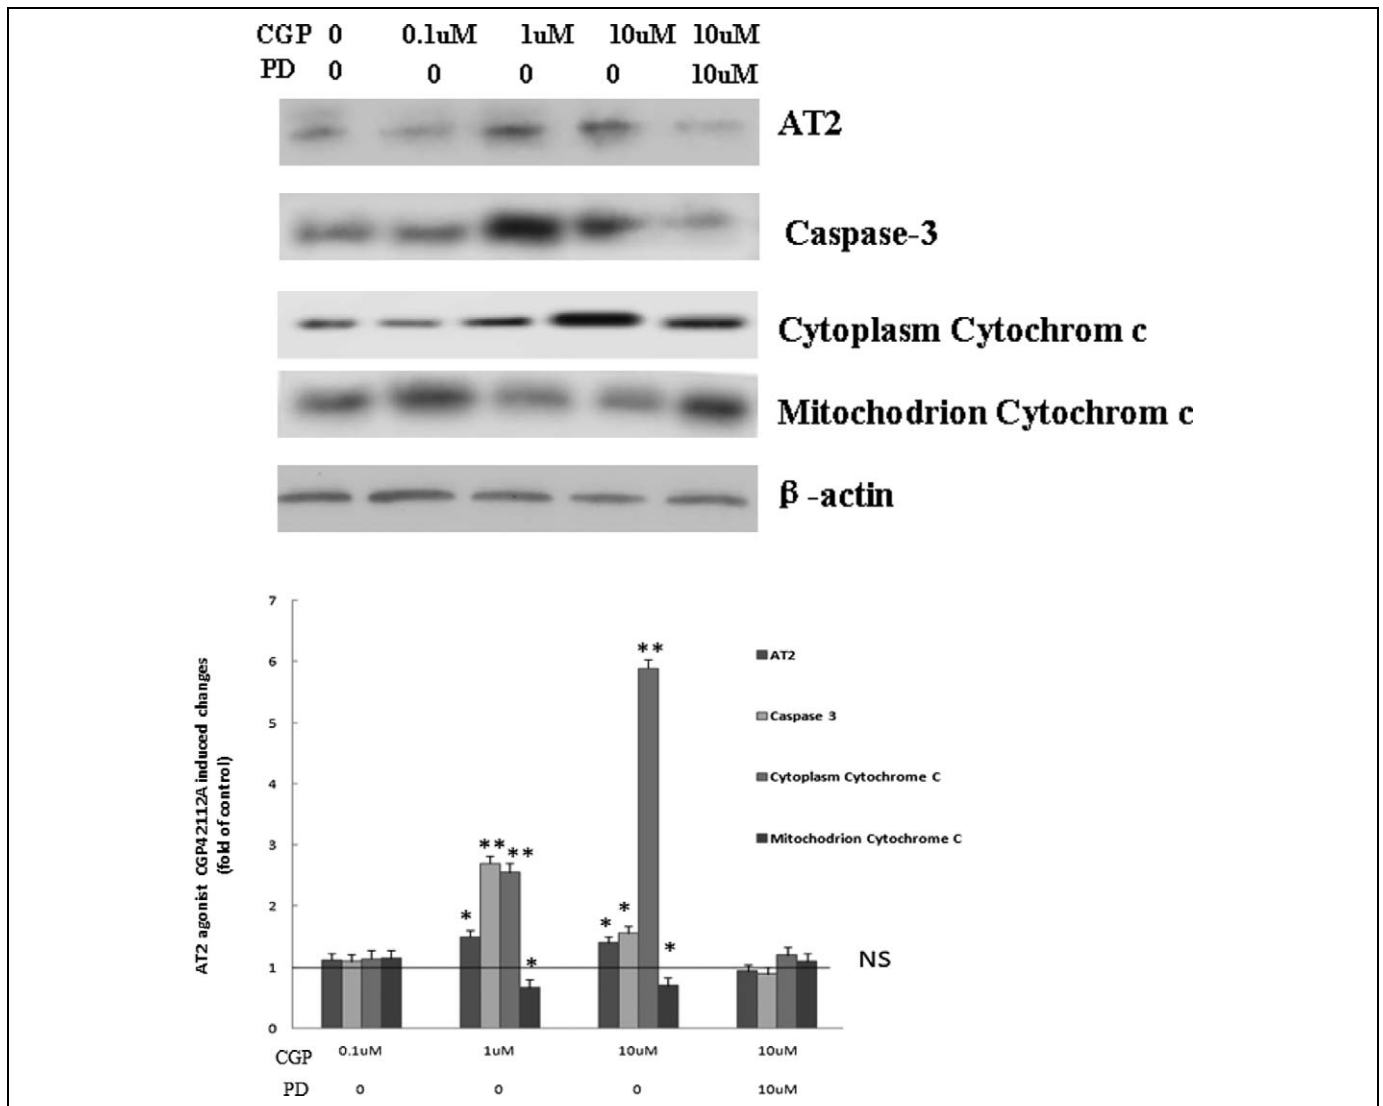 CGP 0 0.1uM 1uM 10uM 10uM
PD 0 0 0 0 10uM
AT2
Caspase-3
Cytoplasm Cytochrom c
Mitochodrion Cytochrom c
β-actin
AT2 agonist CGP42112A induced changes
(fold of control)
7
6
5
4
3
2
1
0
**
** **
* *
* *
* *
AT2
Caspase 3
Cytoplasm Cytochrome C
Mitochodrion Cytochrome C
NS
CGP 0.1uM 1uM 10uM 10uM
PD 0 0 0 10uM